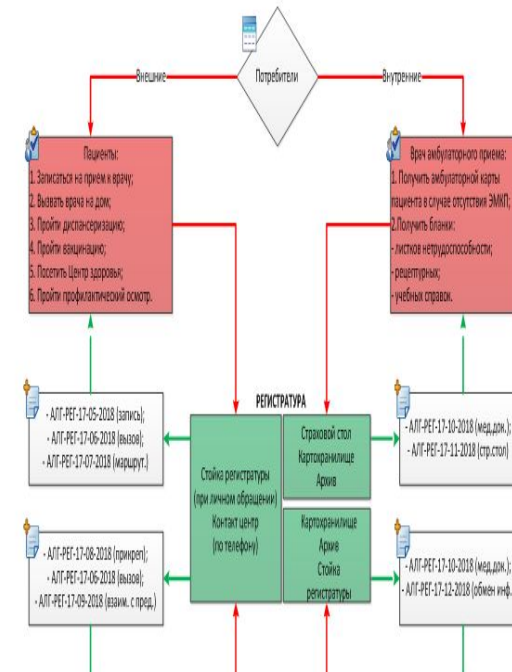 Потребители
Внешние
Внутренние
Пациенты:
1. Записаться на прием к врачу;
2. Вызвать врача на дом;
3. Пройти диспансеризацию;
4. Пройти вакцинацию;
5. Посетить Центр здоровья;
6. Пройти профилактический осмотр.
Врач амбулаторного приема:
1. Получить амбулаторной карты
пациента в случае отсутствия ЭМКП;
2.Получить бланки:
- листков нетрудоспособности;
- рецептурных;
- учебных справок.
- АЛГ-РЕГ-17-05-2018 (запись);
- АЛГ-РЕГ-17-06-2018 (вызов);
- АЛГ-РЕГ-17-07-2018 (маршрут.)
РЕГИСТРАТУРА
Стойка регистратуры
(при личном обращении)
Контакт центр
(по телефону)
Страховой стол
Картохранилище
Архив
Картохранилище
Архив
Стойка
регистратуры
- АЛГ-РЕГ-17-10-2018 (мед.док.);
- АЛГ-РЕГ-17-11-2018 (стр.стол)
- АЛГ-РЕГ-17-08-2018 (прикреп);
- АЛГ-РЕГ-17-06-2018 (вызов);
- АЛГ-РЕГ-17-09-2018 (взаим. с пред.)
- АЛГ-РЕГ-17-10-2018 (мед.док.);
- АЛГ-РЕГ-17-12-2018 (обмен инф.